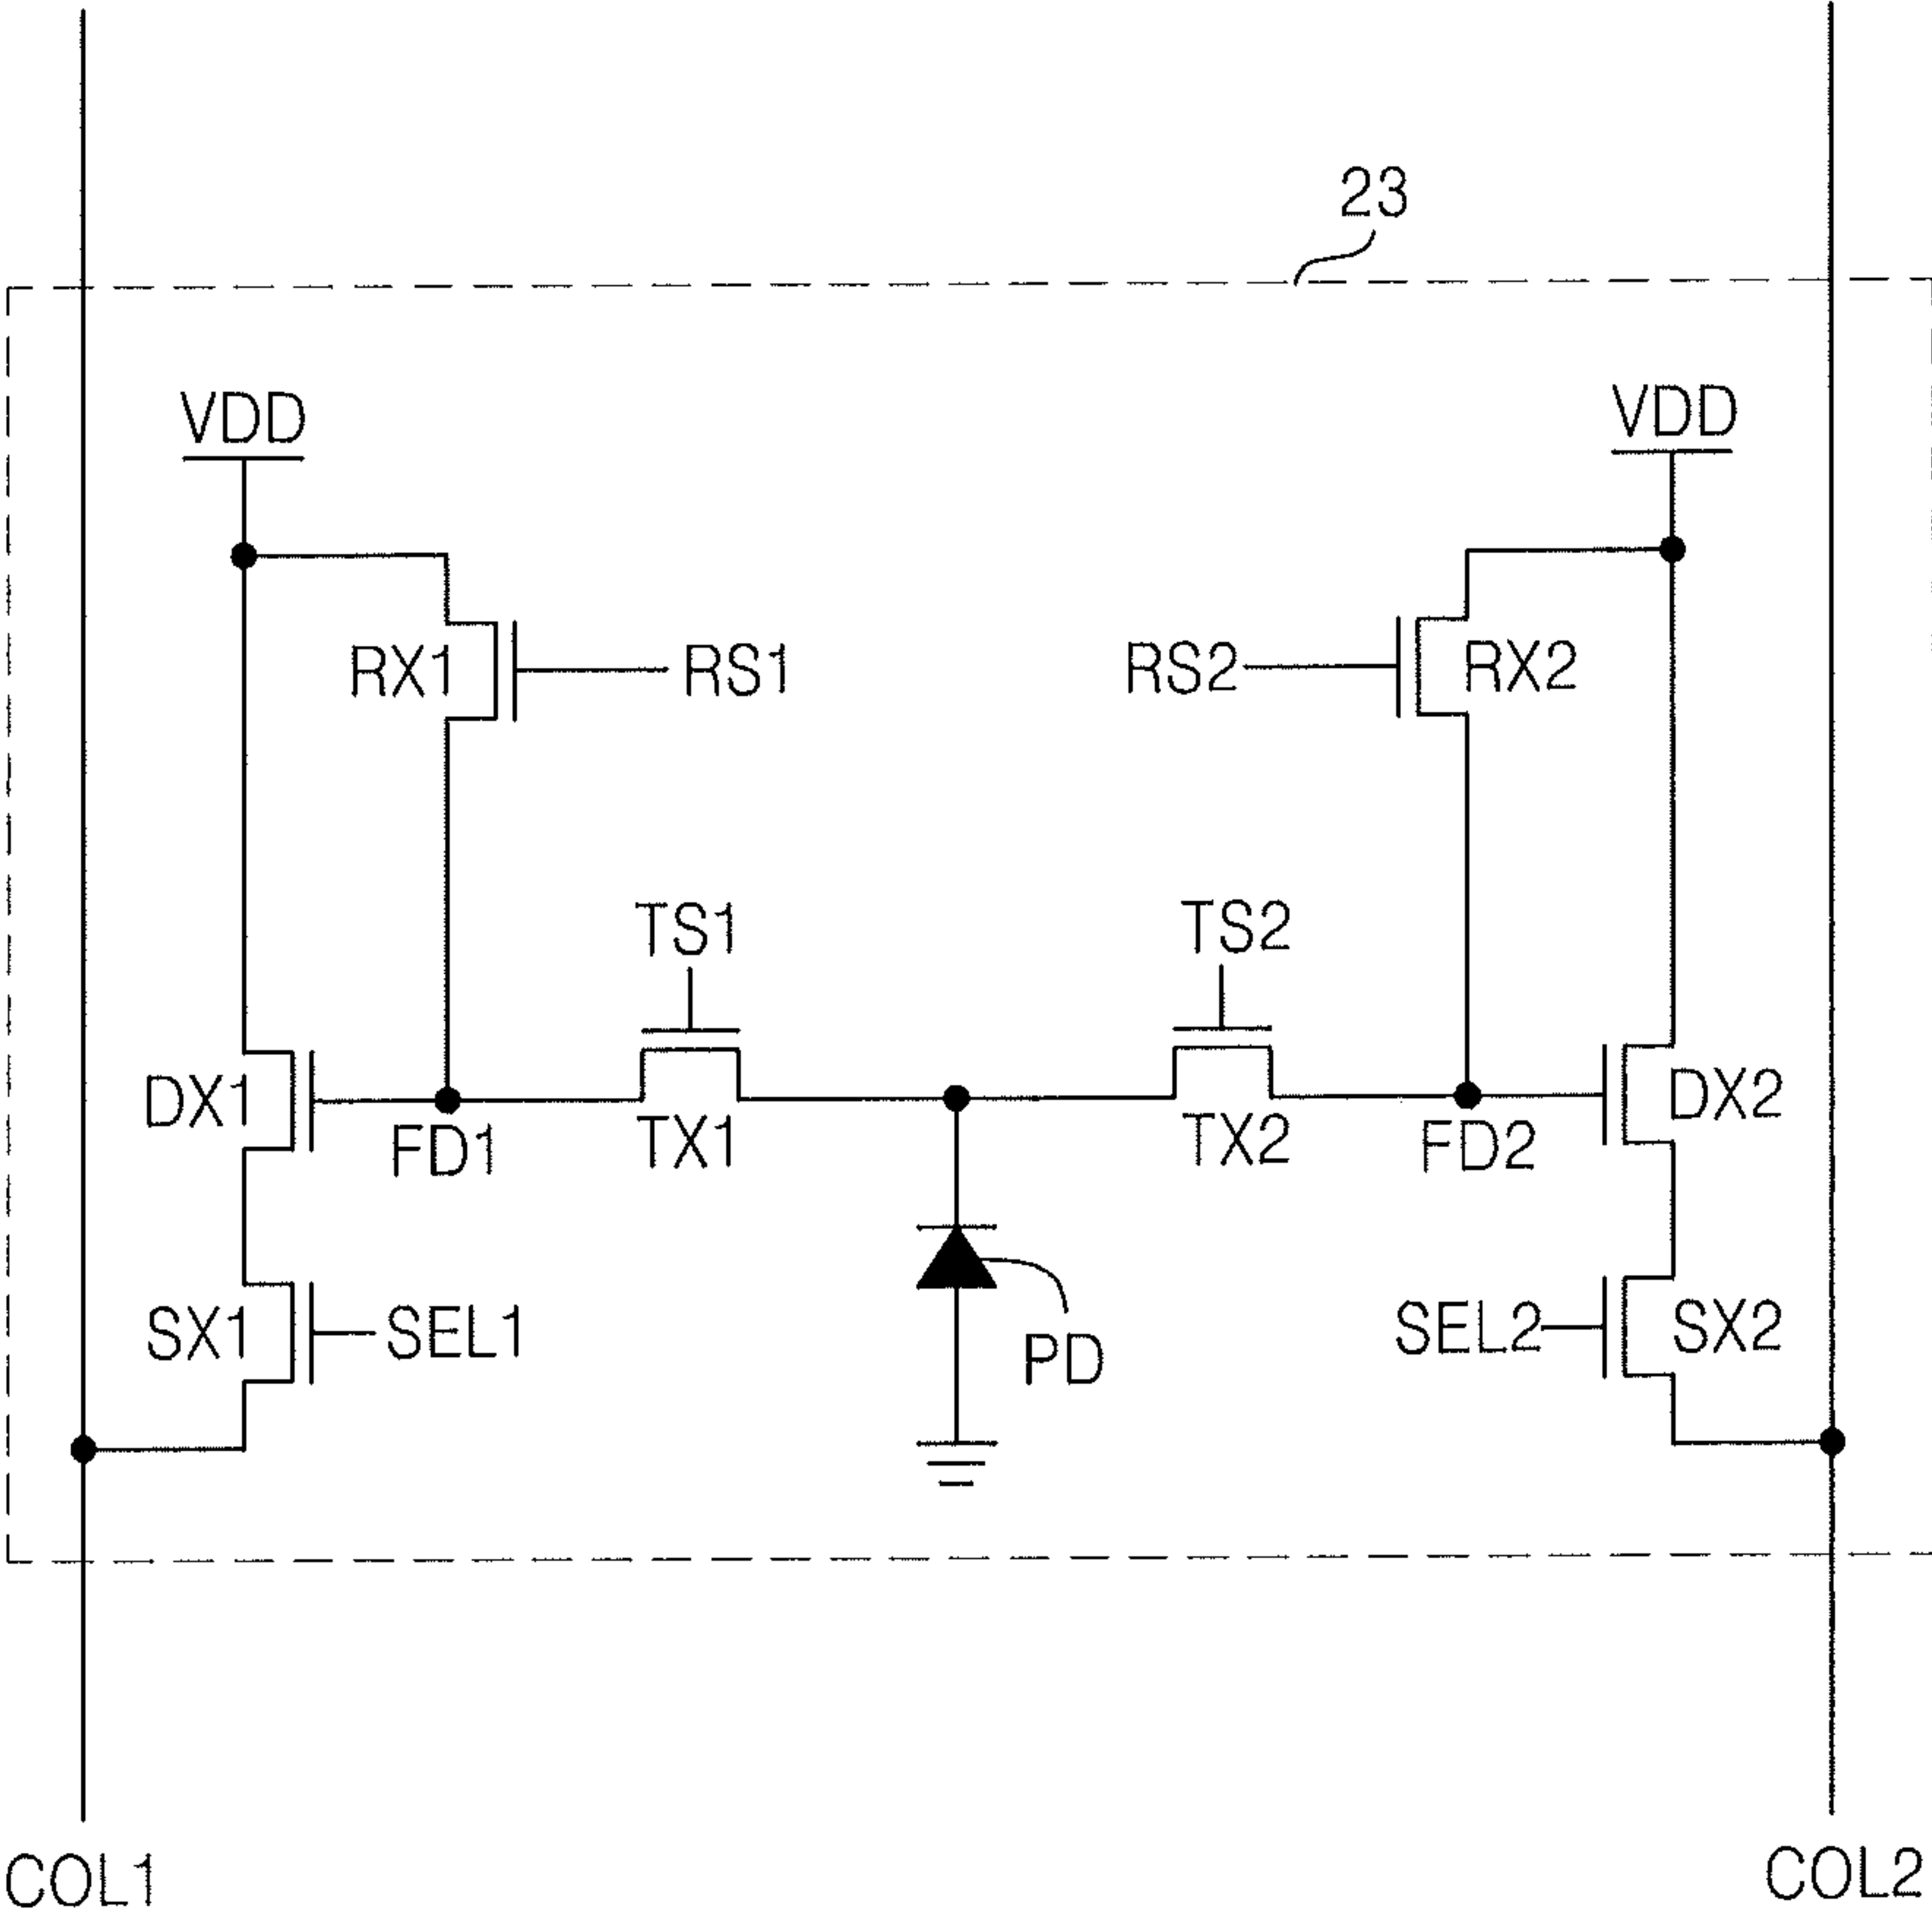 23
VDD
VDD
RX1
RS1
RS2
RX2
TS1
TS2
DX1
FD1
TX1
TX2
FD2
DX2
SX1
SEL1
PD
SEL2
SX2
COL1
COL2